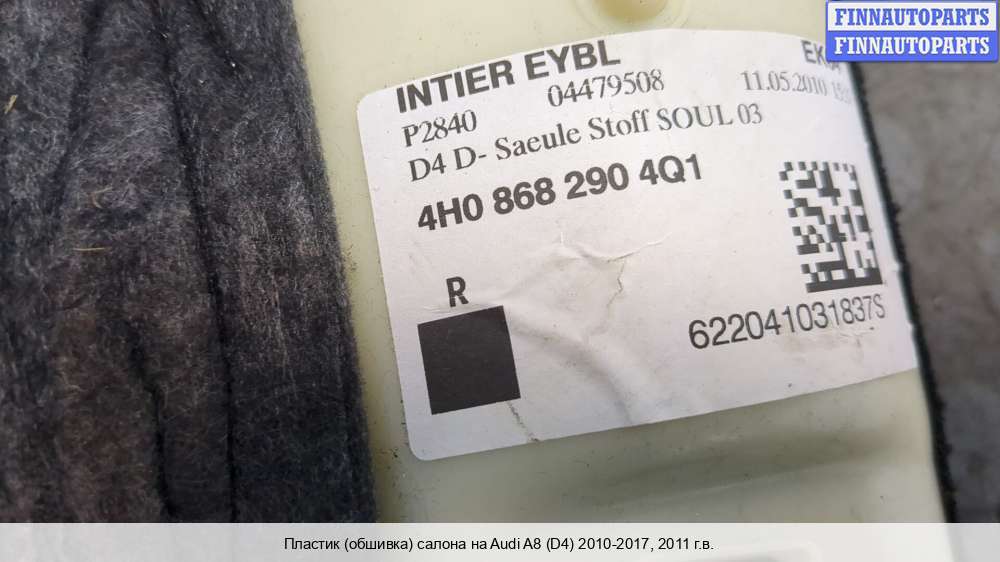 FINNAUTOPARTS
FINNAUTOPARTS
INTIER EYBL
P2840 04479508 11.05.2010
D4 D- Saeule Stoff SOUL 03
4H0 868 290 4Q1
R
622041031837S
Пластик (обшивка) салона на Audi A8 (D4) 2010-2017, 2011 г.в.